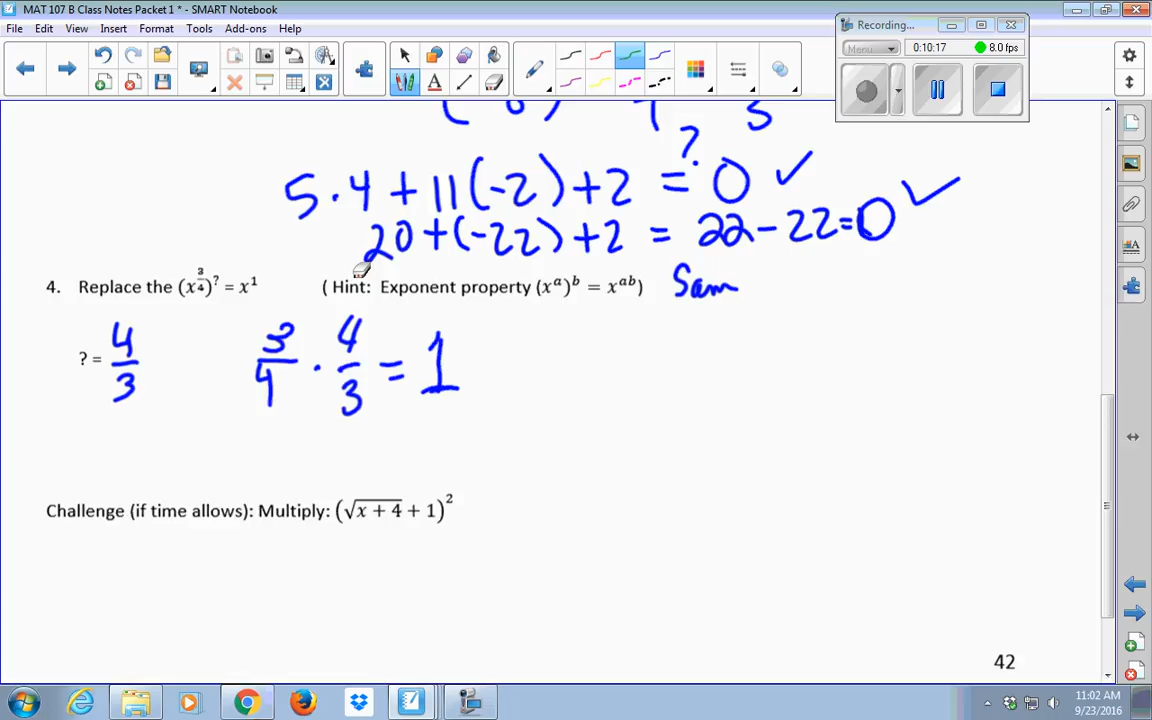 MAT 107 B Class Notes Packet 1 * - SMART Notebook
File Edit View Insert Format Tools Add-ons Help
Recording...
Menu 0:10:17 8.0 fps
5 · 4 + 11(-2) + 2 = 0 ✓
?
20 + (-22) + 2 = 22 - 22 = 0 ✓
4. Replace the (x^(3/4))^? = x^1 ( Hint: Exponent property (x^a)^b = x^ab) Sam
? = 4/3 3/4 · 4/3 = 1
Challenge (if time allows): Multiply: (√(x + 4) + 1)^2
42
11:02 AM
9/23/2016